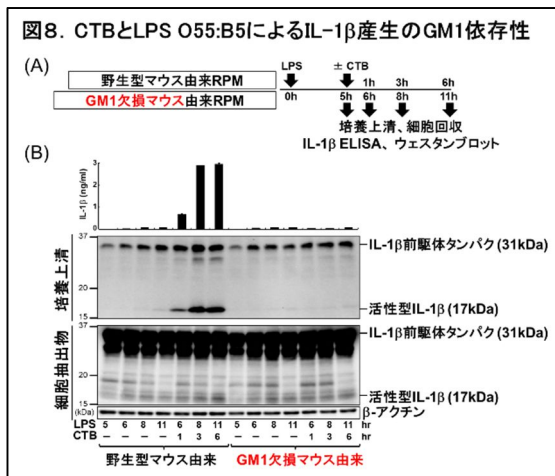 図8. CTBとLPS O55:B5によるIL-1β産生のGM1依存性
(A)
野生型マウス由来RPM
GM1欠損マウス由来RPM
LPS ± CTB
1h 3h 6h
0h 5h 6h 8h 11h
培養上清、細胞回収
IL-1β ELISA、ウェスタンブロット
(B)
IL-1β (ng/ml)
3
2
1
0
培養上清
37
20
15
IL-1β前駆体タンパク(31kDa)
活性型IL-1β(17kDa)
細胞抽出物
37
20
15
IL-1β前駆体タンパク(31kDa)
活性型IL-1β(17kDa)
(kDa) β-アクチン
LPS 5 6 8 11 6 8 11 5 6 8 11 6 8 11 hr
CTB – – – – 1 3 6 – – – – 1 3 6 hr
野生型マウス由来 GM1欠損マウス由来